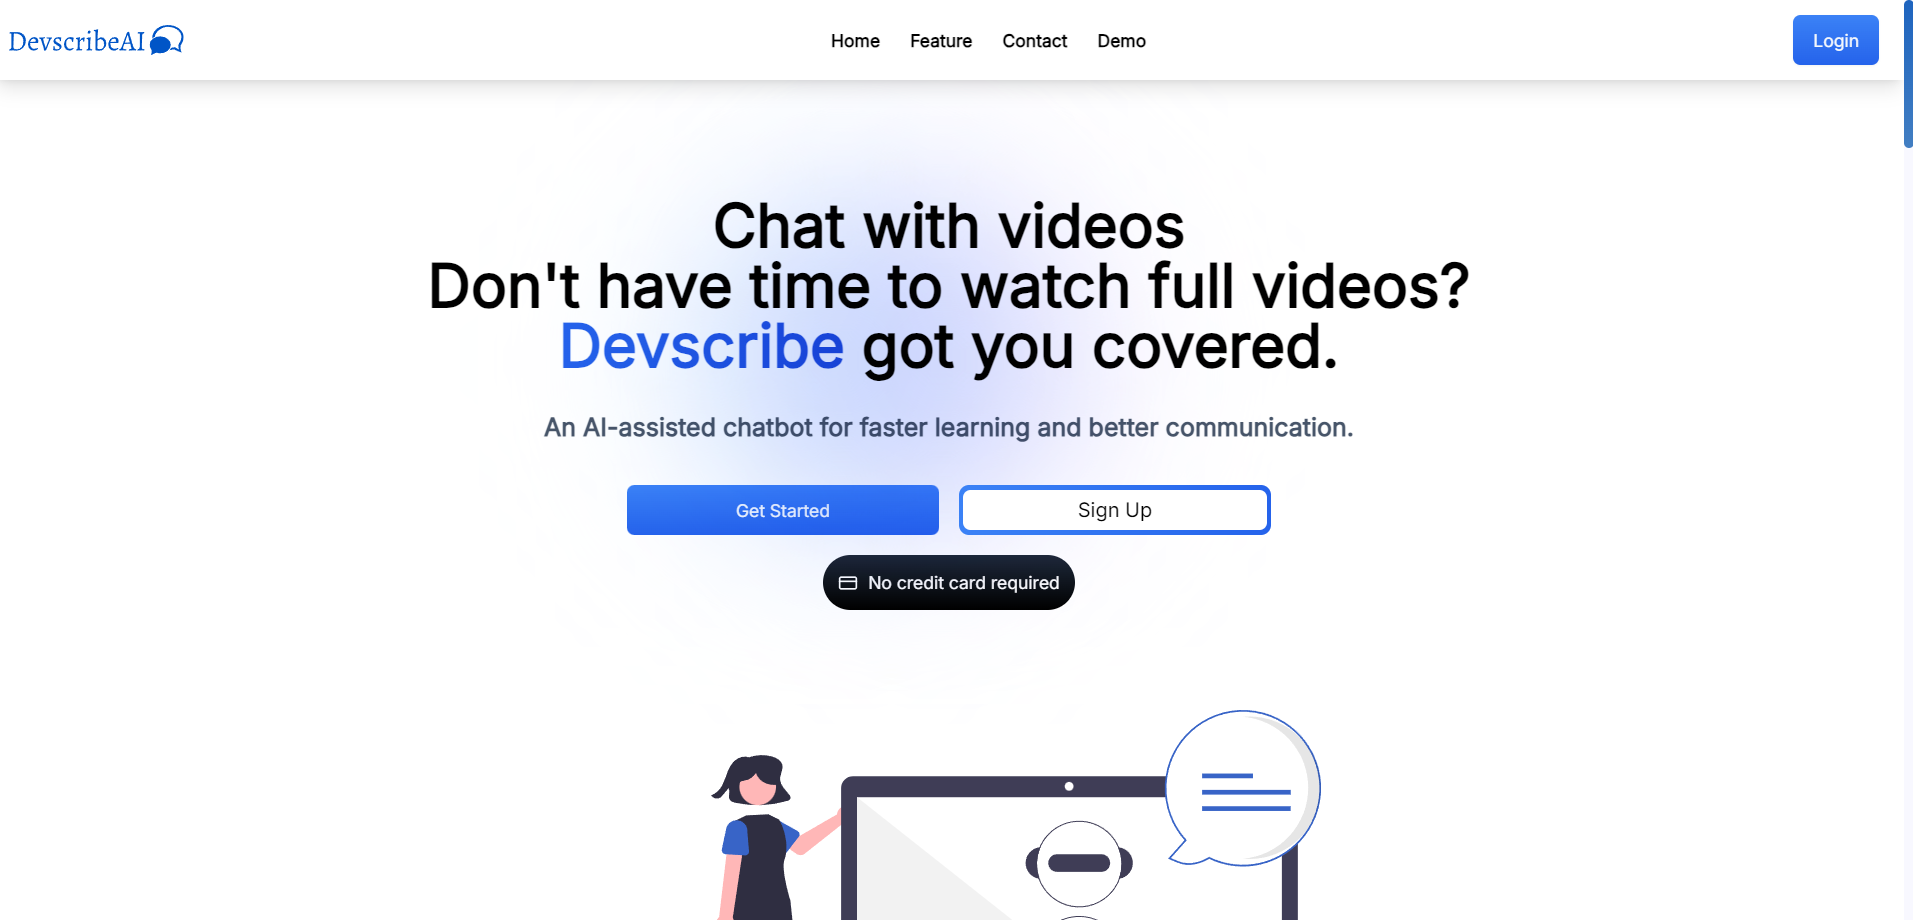 DevscribeAI
Home
Feature
Contact
Demo
Login
Chat with videos
Don't have time to watch full videos?
Devscribe got you covered.
An AI-assisted chatbot for faster learning and better communication.
Get Started
Sign Up
No credit card required